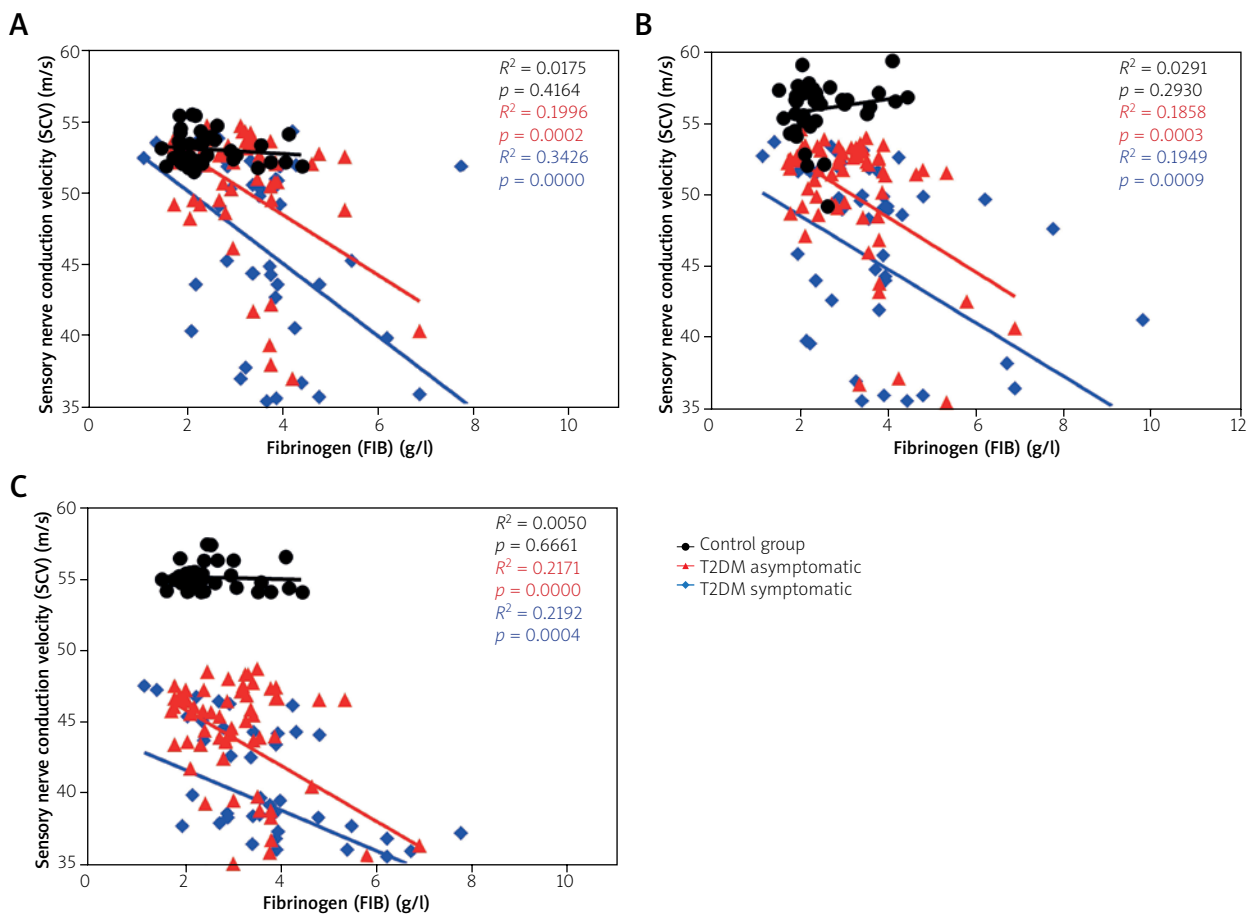 A
Sensory nerve conduction velocity (SCV) (m/s)
60
55
50
45
40
35
0 2 4 6 8 10
Fibrinogen (FIB) (g/l)
R² = 0.0175
p = 0.4164
R² = 0.1996
p = 0.0002
R² = 0.3426
p = 0.0000
B
Sensory nerve conduction velocity (SCV) (m/s)
60
55
50
45
40
35
0 2 4 6 8 10 12
Fibrinogen (FIB) (g/l)
R² = 0.0291
p = 0.2930
R² = 0.1858
p = 0.0003
R² = 0.1949
p = 0.0009
C
Sensory nerve conduction velocity (SCV) (m/s)
60
55
50
45
40
35
0 2 4 6 8 10
Fibrinogen (FIB) (g/l)
R² = 0.0050
p = 0.6661
R² = 0.2171
p = 0.0000
R² = 0.2192
p = 0.0004
Control group
T2DM asymptomatic
T2DM symptomatic